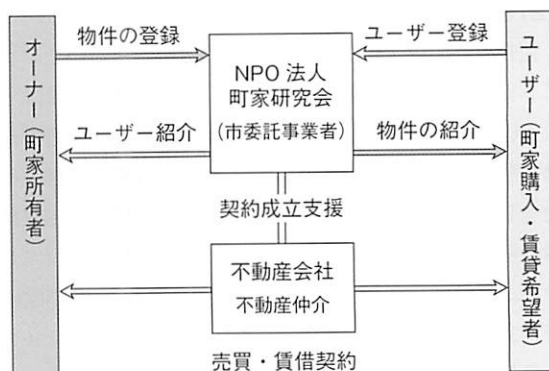 オーナー（町家所有者）
物件の登録
ユーザー登録
NPO 法人
町家研究会
（市委託事業者）
ユーザー紹介
物件の紹介
契約成立支援
不動産会社
不動産仲介
売買・賃借契約
ユーザー（町家購入・賃貸希望者）